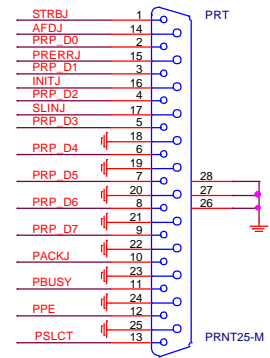 STRBJ 1 PRT
AFDJ 14
PRP_D0 2
PRERRJ 15
PRP_D1 3
INITJ 16
PRP_D2 4
SLINJ 17
PRP_D3 5
18
PRP_D4 6
19
PRP_D5 7 28
20 27
PRP_D6 8 26
21
PRP_D7 9
22
PACKJ 10
23
PBUSY 11
24
PPE 12
25
PSLCT 13 PRNT25-M